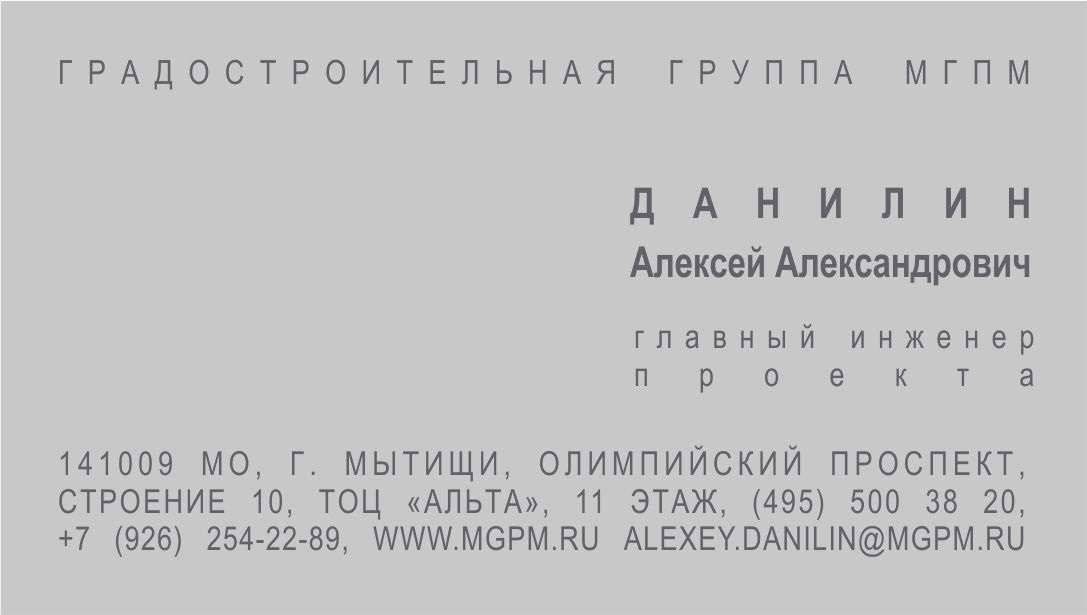 ГРАДОСТРОИТЕЛЬНАЯ ГРУППА МГПМ
ДАНИЛИН
Алексей Александрович
главный инженер
проекта
141009 МО, Г. МЫТИЩИ, ОЛИМПИЙСКИЙ ПРОСПЕКТ,
СТРОЕНИЕ 10, ТОЦ «АЛЬТА», 11 ЭТАЖ, (495) 500 38 20,
+7 (926) 254-22-89, WWW.MGPM.RU ALEXEY.DANILIN@MGPM.RU